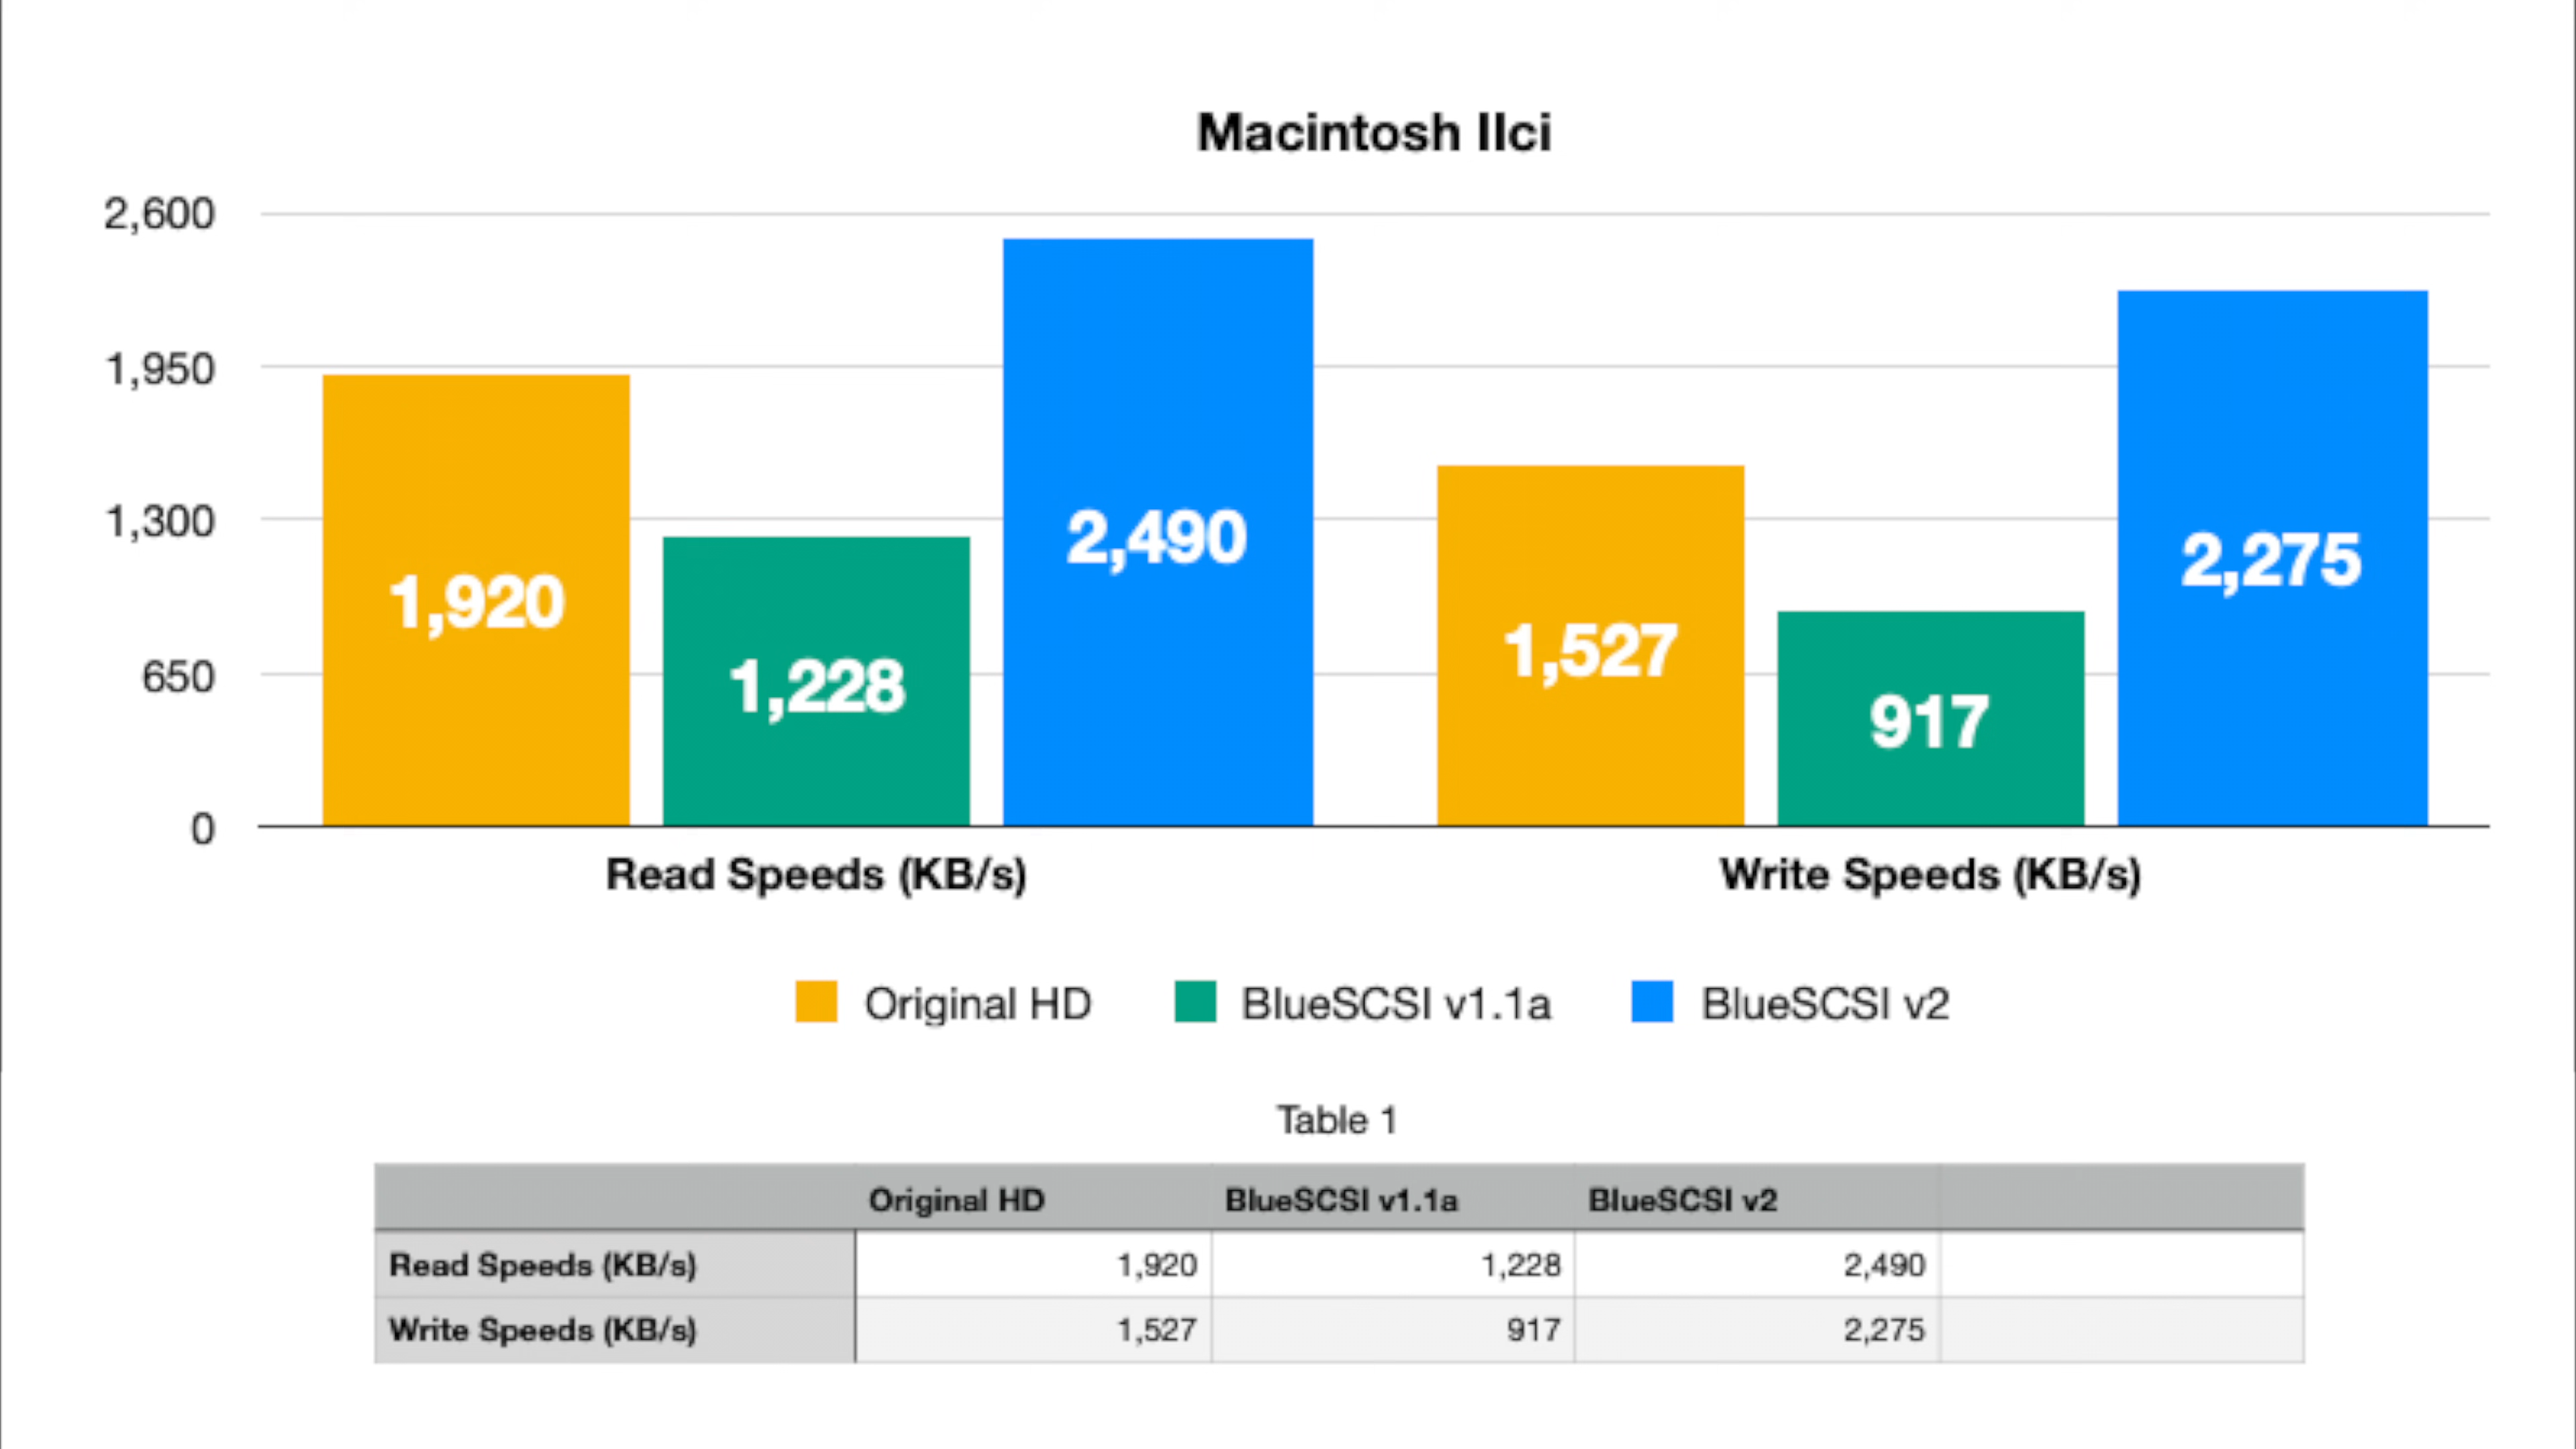 Macintosh IIci
2,600
1,950
1,300
650
0
1,920
1,228
2,490
1,527
917
2,275
Read Speeds (KB/s)
Write Speeds (KB/s)
Original HD
BlueSCSI v1.1a
BlueSCSI v2
Table 1
Original HD BlueSCSI v1.1a BlueSCSI v2
Read Speeds (KB/s) 1,920 1,228 2,490
Write Speeds (KB/s) 1,527 917 2,275